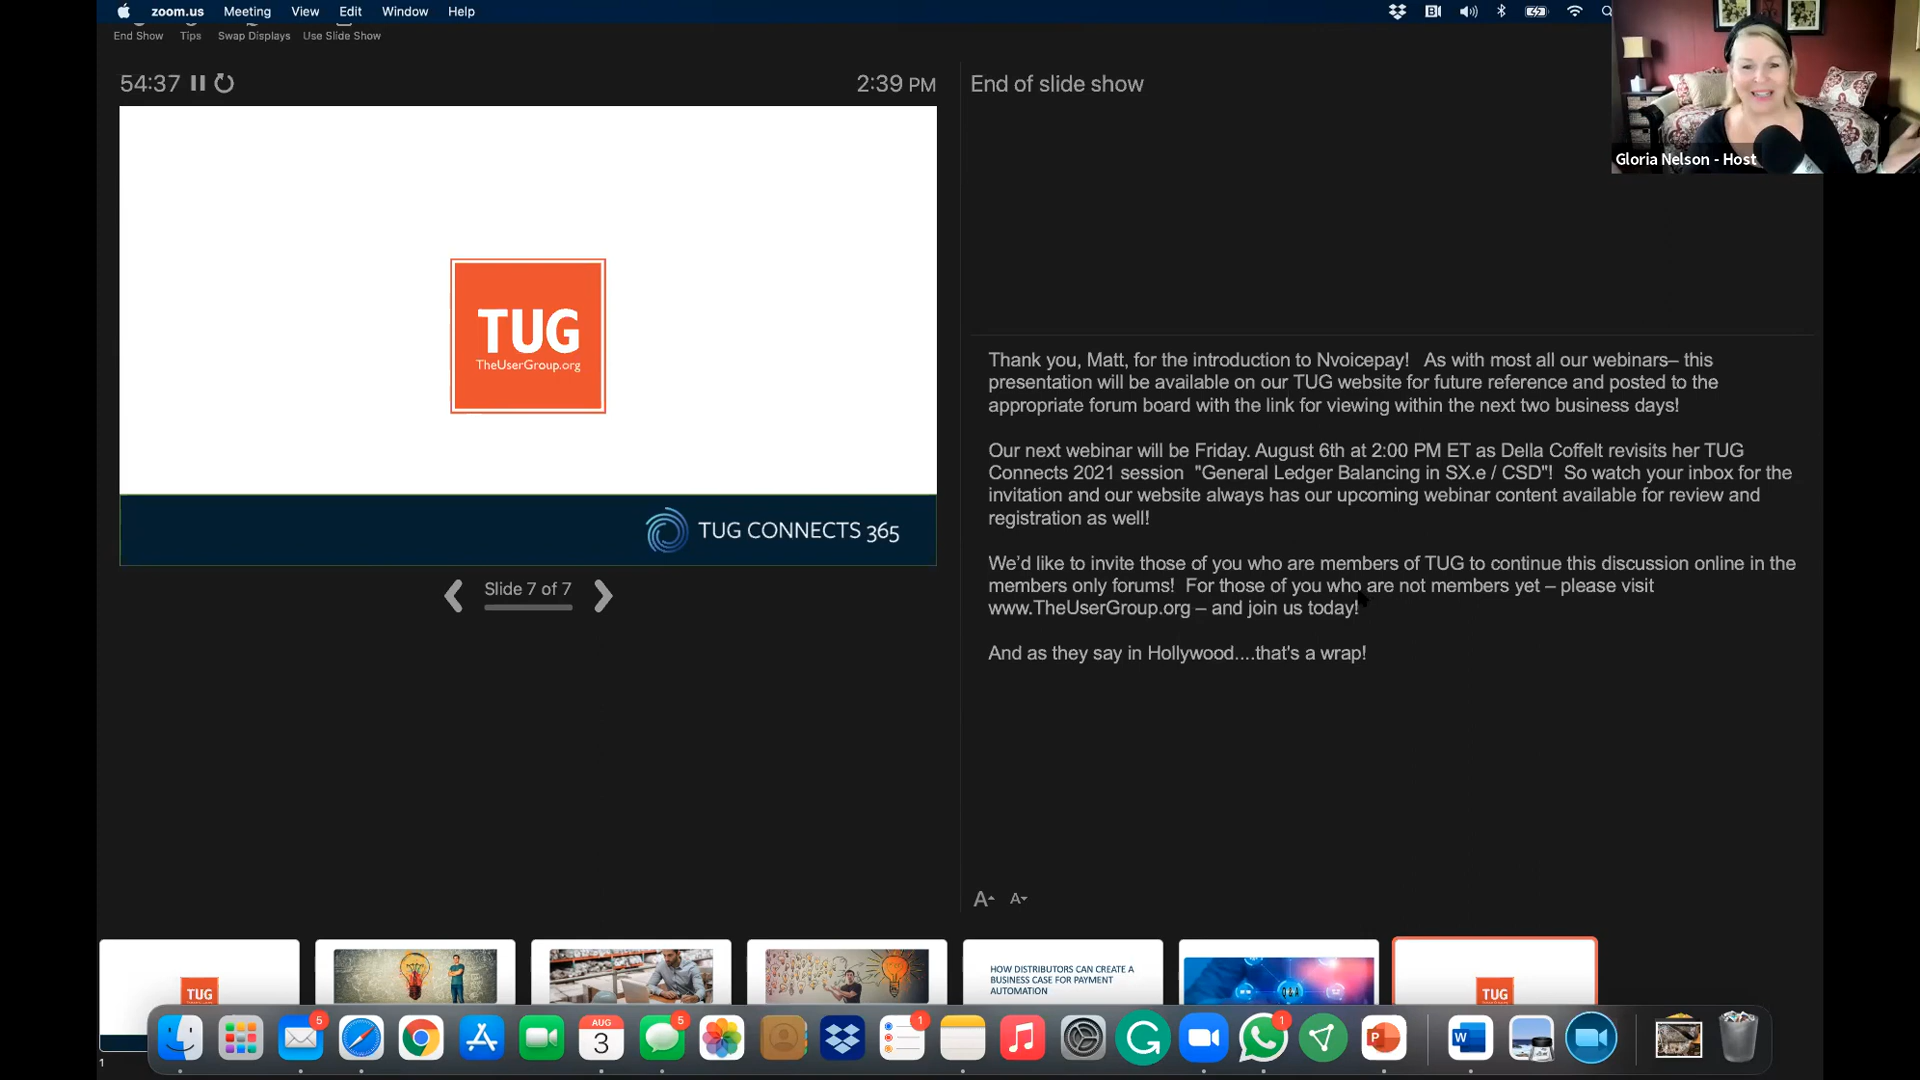 zoom.us Meeting View Edit Window Help
End Show Tips Swap Displays Use Slide Show
54:37
2:39 PM
End of slide show
Gloria Nelson - Host
TUG
TheUserGroup.org
TUG CONNECTS 365
Slide 7 of 7
Thank you, Matt, for the introduction to Nvoicepay! As with most all our webinars– this
presentation will be available on our TUG website for future reference and posted to the
appropriate forum board with the link for viewing within the next two business days!
Our next webinar will be Friday. August 6th at 2:00 PM ET as Della Coffelt revisits her TUG
Connects 2021 session "General Ledger Balancing in SX.e / CSD"! So watch your inbox for the
invitation and our website always has our upcoming webinar content available for review and
registration as well!
We'd like to invite those of you who are members of TUG to continue this discussion online in the
members only forums! For those of you who are not members yet – please visit
www.TheUserGroup.org – and join us today!
And as they say in Hollywood....that's a wrap!
A A
TUG
HOW DISTRIBUTORS CAN CREATE A
BUSINESS CASE FOR PAYMENT
AUTOMATION
TUG
5
AUG
3
5
1
1
1